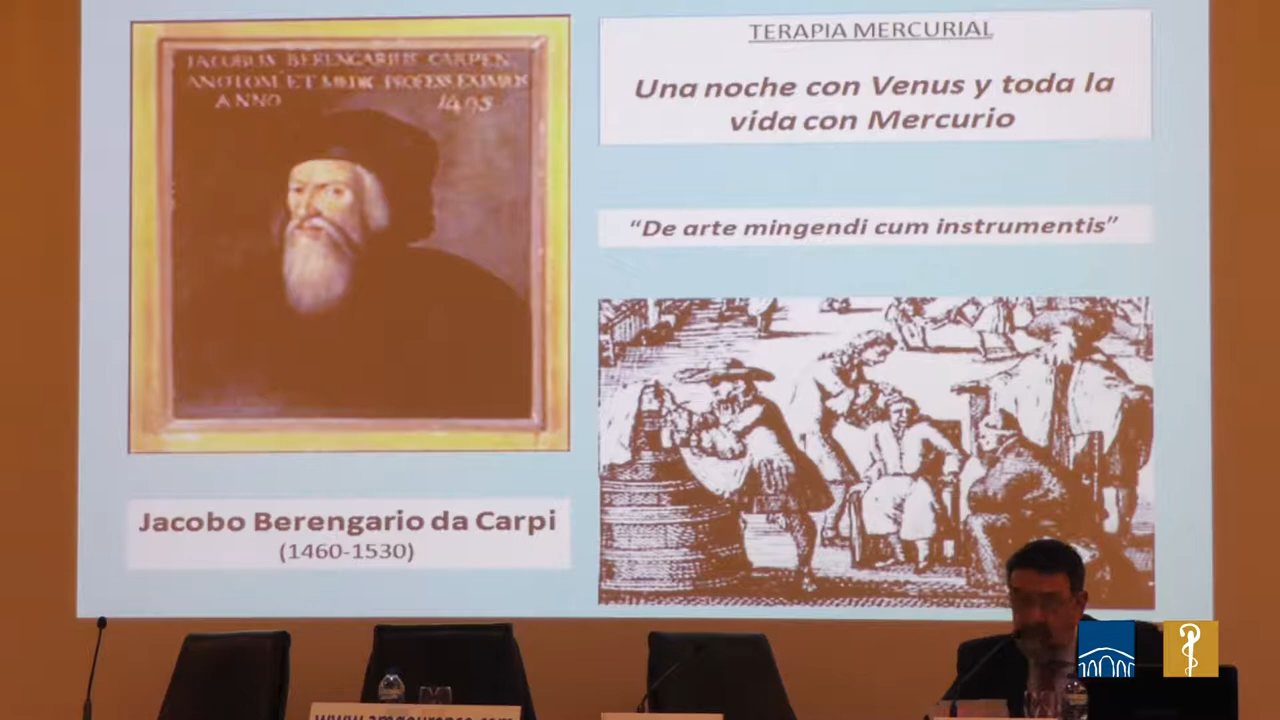 JACOBUS BERENGARIUS CARPEN
ANOTOM ET MEDIC PROFESS EXIMIUS
ANNO 1495
Jacobo Berengario da Carpi
(1460-1530)
TERAPIA MERCURIAL
Una noche con Venus y toda la
vida con Mercurio
“De arte mingendi cum instrumentis”